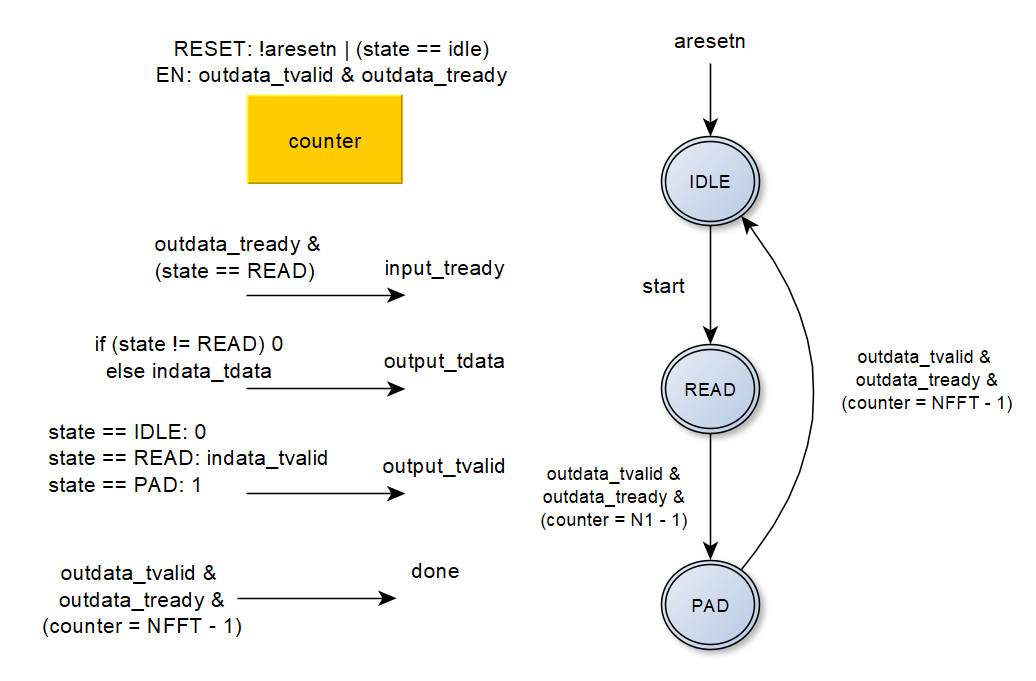 RESET: !aresetn | (state == idle)
EN: outdata_tvalid & outdata_tready
counter
outdata_tready &
(state == READ)
input_tready
if (state != READ) 0
else indata_tdata
output_tdata
state == IDLE: 0
state == READ: indata_tvalid
state == PAD: 1
output_tvalid
outdata_tvalid &
outdata_tready &
(counter = NFFT - 1)
done
aresetn
IDLE
start
READ
outdata_tvalid &
outdata_tready &
(counter = N1 - 1)
PAD
outdata_tvalid &
outdata_tready &
(counter = NFFT - 1)